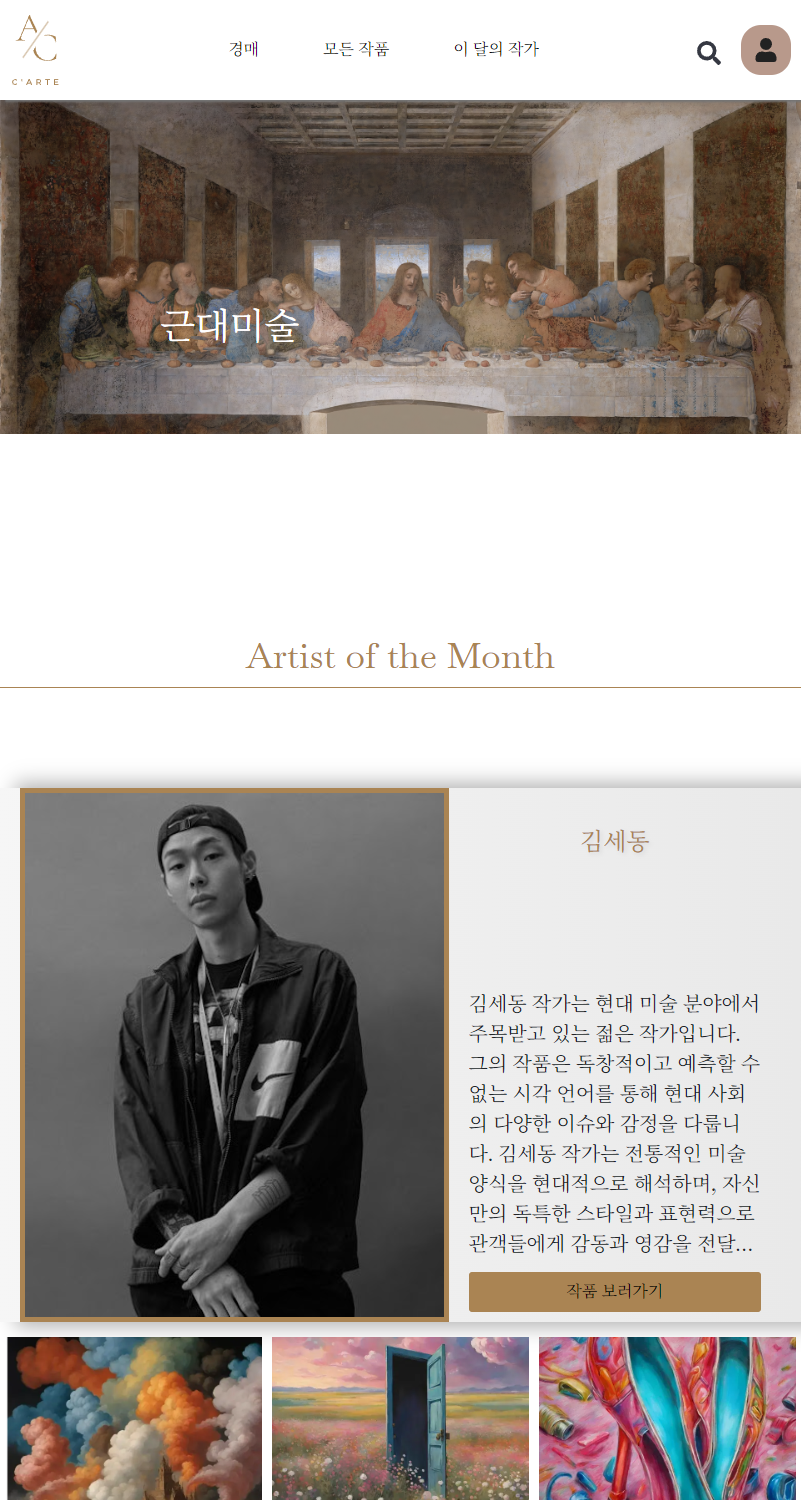 A/C
C'ARTE
경매
모든 작품
이 달의 작가
근대미술
Artist of the Month
김세동
김세동 작가는 현대 미술 분야에서
주목받고 있는 젊은 작가입니다.
그의 작품은 독창적이고 예측할 수
없는 시각 언어를 통해 현대 사회
의 다양한 이슈와 감정을 다룹니
다. 김세동 작가는 전통적인 미술
양식을 현대적으로 해석하며, 자신
만의 독특한 스타일과 표현력으로
관객들에게 감동과 영감을 전달...
작품 보러가기